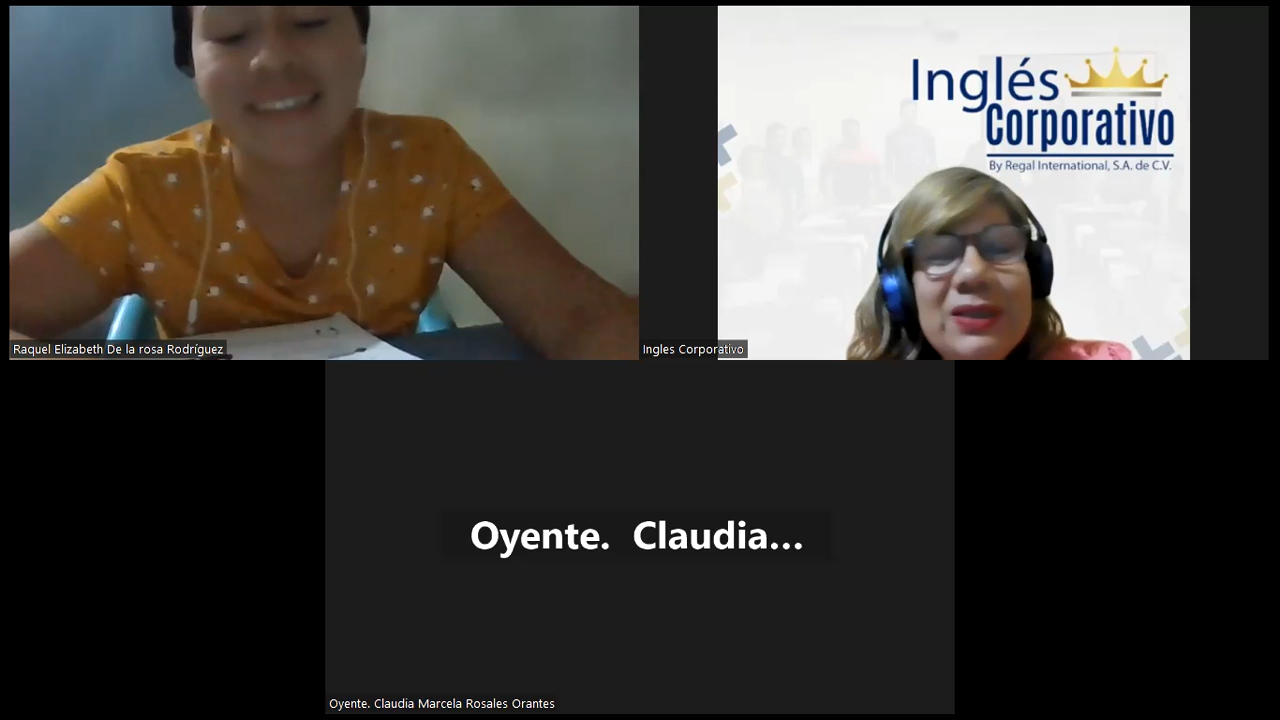 Inglés
Corporativo
By Regal International, S.A. de C.V.
Raquel Elizabeth De la rosa Rodríguez
Ingles Corporativo
Oyente. Claudia...
Oyente. Claudia Marcela Rosales Orantes